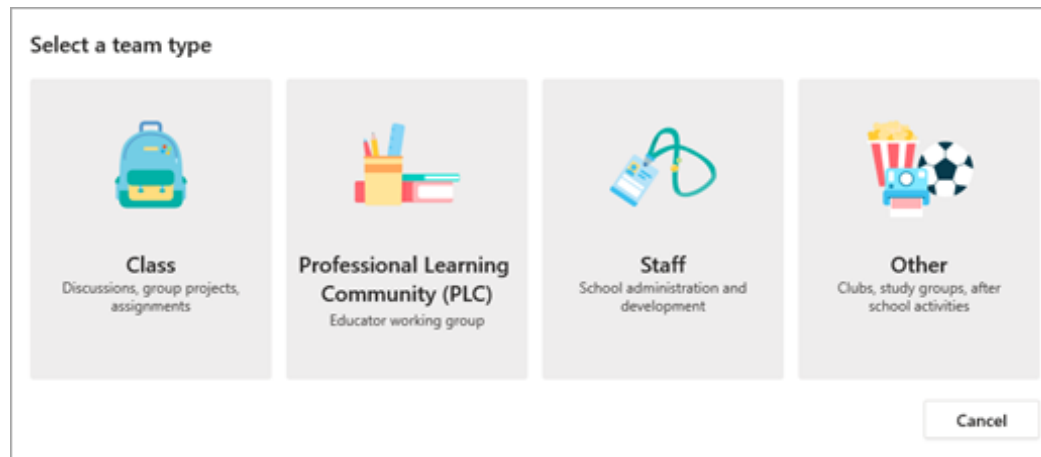 Select a team type
Class
Discussions, group projects,
assignments
Professional Learning
Community (PLC)
Educator working group
Staff
School administration and
development
Other
Clubs, study groups, after
school activities
Cancel